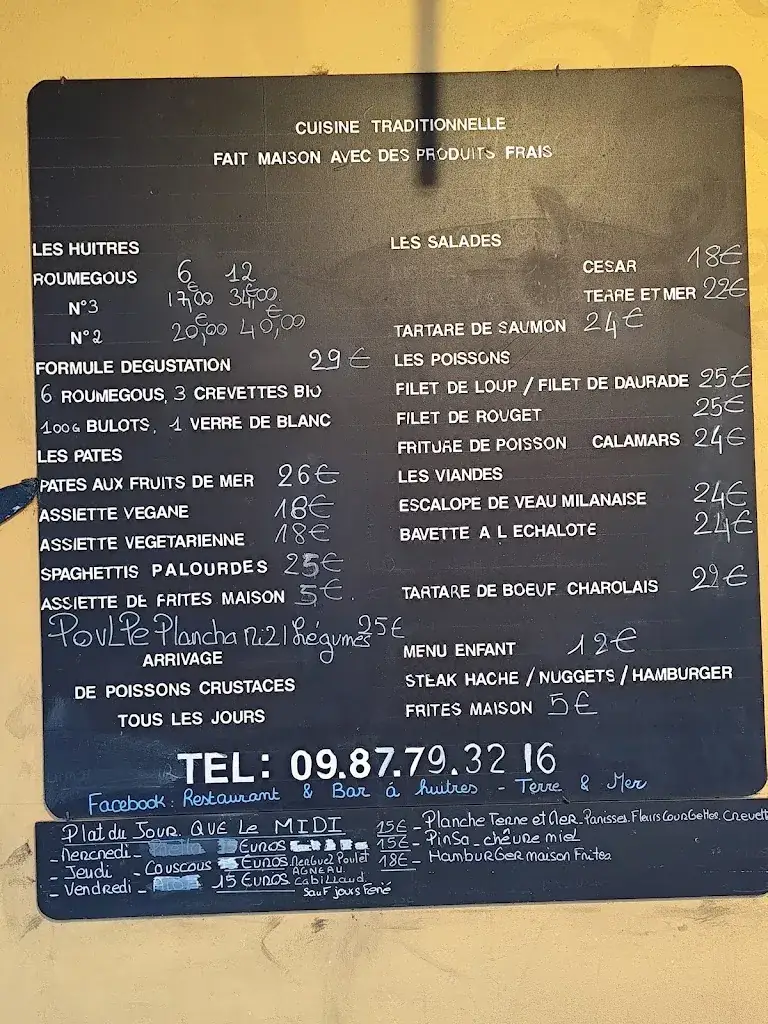 CUISINE TRADITIONNELLE
FAIT MAISON AVEC DES PRODUITS FRAIS
LES HUITRES
ROUMEGOUS 6 12
N°3 17,00€ 34,00€
N°2 20,00€ 40,00€
FORMULE DEGUSTATION 29€
6 ROUMEGOUS, 3 CREVETTES BIO
100G BULOTS, 1 VERRE DE BLANC
LES PATES
PATES AUX FRUITS DE MER 26€
ASSIETTE VEGANE 18€
ASSIETTE VEGETARIENNE 18€
SPAGHETTIS PALOURDES 25€
ASSIETTE DE FRITES MAISON 5€.
POULPE Plancha Riz légumes 25€
ARRIVAGE
DE POISSONS CRUSTACES
TOUS LES JOURS
LES SALADES
CESAR 18€
TERRE ET MER 22€
TARTARE DE SAUMON 24€
LES POISSONS
FILET DE LOUP / FILET DE DAURADE 25€
FILET DE ROUGET 25€
FRITURE DE POISSON CALAMARS 24€
LES VIANDES
ESCALOPE DE VEAU MILANAISE 24€
BAVETTE A L ECHALOTE 24€
TARTARE DE BOEUF CHAROLAIS 22€
MENU ENFANT 12€
STEAK HACHE / NUGGETS / HAMBURGER
FRITES MAISON 5€
TEL: 09.87.79.32 16
Facebook: Restaurant & Bar à huitres - Terre & Mer
Plat du Jour QUE Le MIDI
- Mercredi - Euros
- Jeudi - Couscous Euros Merguez Poulet AGNEAU
- Vendredi - 15 Euros Cabillaud
Sauf jours Férié
15€ - Planche Terre et Mer. Panisses. Fleurs CourGettes. Crevett
15€ - PinSa chèvre miel
18€ - HamburGer maison Frites